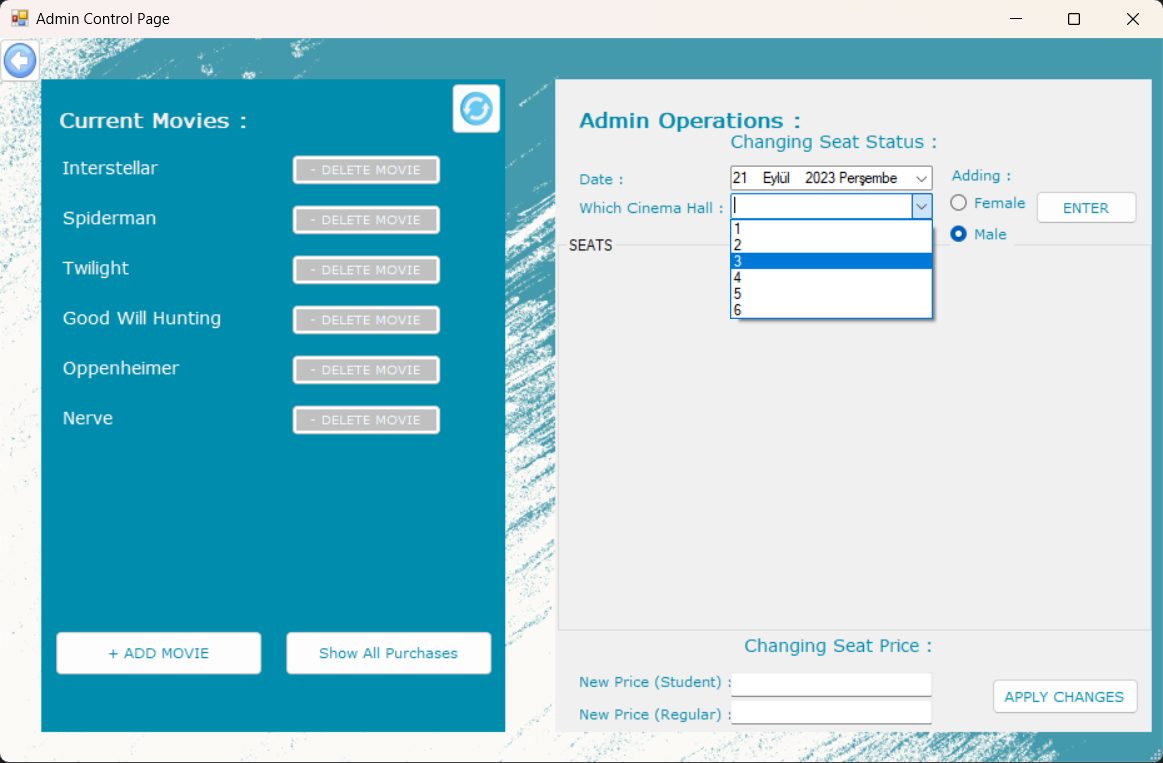 Admin Control Page
Current Movies :
Interstellar - DELETE MOVIE
Spiderman - DELETE MOVIE
Twilight - DELETE MOVIE
Good Will Hunting - DELETE MOVIE
Oppenheimer - DELETE MOVIE
Nerve - DELETE MOVIE
+ ADD MOVIE Show All Purchases
Admin Operations :
Changing Seat Status :
Date : 21 Eylül 2023 Perşembe
Which Cinema Hall :
1
2
3
4
5
6
Adding :
Female
Male
ENTER
SEATS
Changing Seat Price :
New Price (Student) :
New Price (Regular) :
APPLY CHANGES